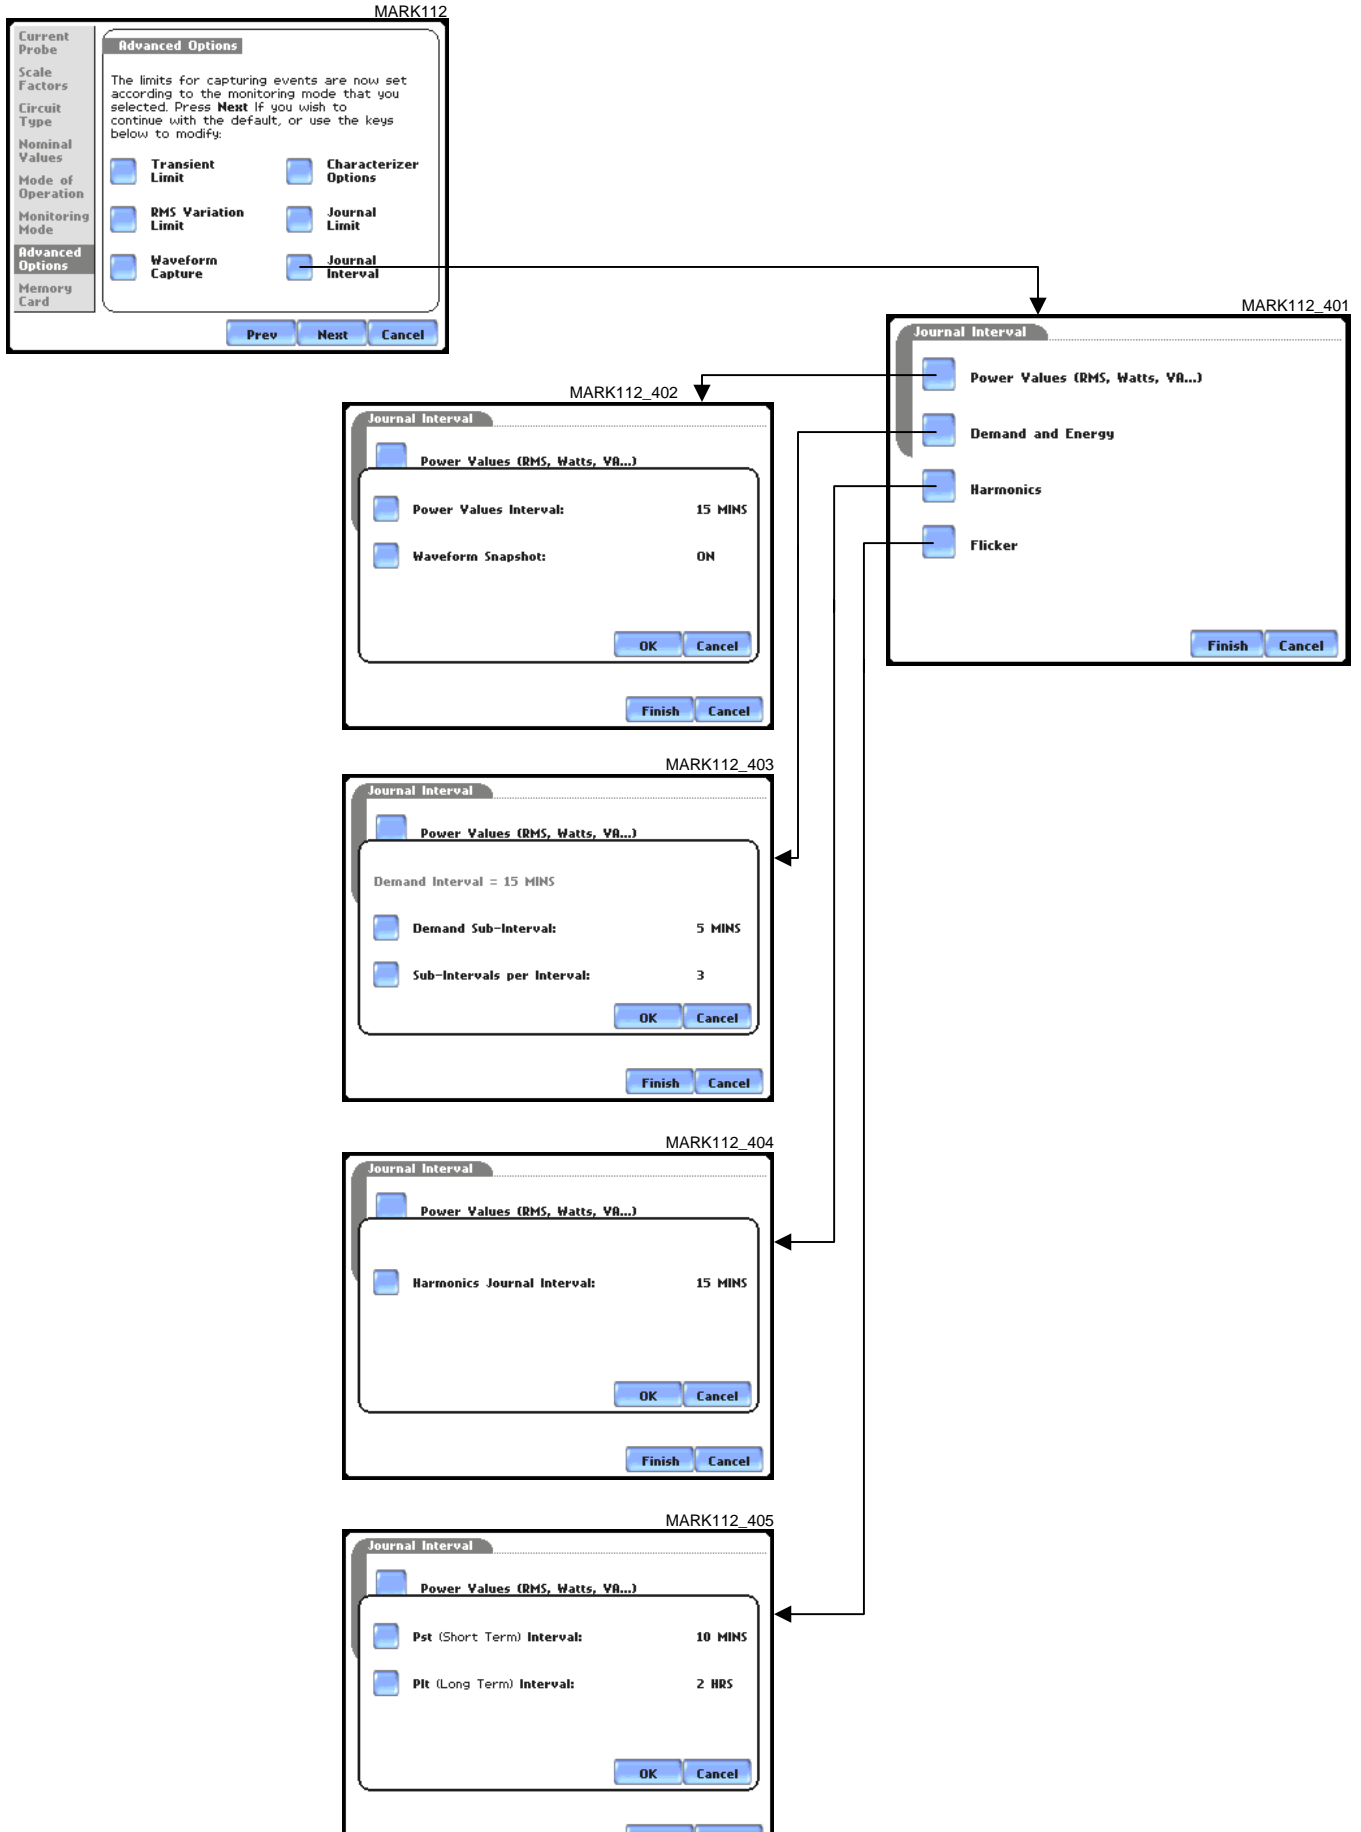 MARK112
Current
Probe
Scale
Factors
Circuit
Type
Nominal
Values
Mode of
Operation
Monitoring
Mode
Advanced
Options
Memory
Card
Advanced Options
The limits for capturing events are now set
according to the monitoring mode that you
selected. Press Next If you wish to
continue with the default, or use the keys
below to modify:
Transient
Limit
Characterizer
Options
RMS Variation
Limit
Journal
Limit
Waveform
Capture
Journal
Interval
Prev Next Cancel
MARK112_401
Journal Interval
Power Values (RMS, Watts, VA...)
Demand and Energy
Harmonics
Flicker
Finish Cancel
MARK112_402
Journal Interval
Power Values (RMS, Watts, VA...)
Power Values Interval: 15 MINS
Waveform Snapshot: ON
OK Cancel
Finish Cancel
MARK112_403
Journal Interval
Power Values (RMS, Watts, VA...)
Demand Interval = 15 MINS
Demand Sub-Interval: 5 MINS
Sub-Intervals per Interval: 3
OK Cancel
Finish Cancel
MARK112_404
Journal Interval
Power Values (RMS, Watts, VA...)
Harmonics Journal Interval: 15 MINS
OK Cancel
Finish Cancel
MARK112_405
Journal Interval
Power Values (RMS, Watts, VA...)
Pst (Short Term) Interval: 10 MINS
Plt (Long Term) Interval: 2 HRS
OK Cancel